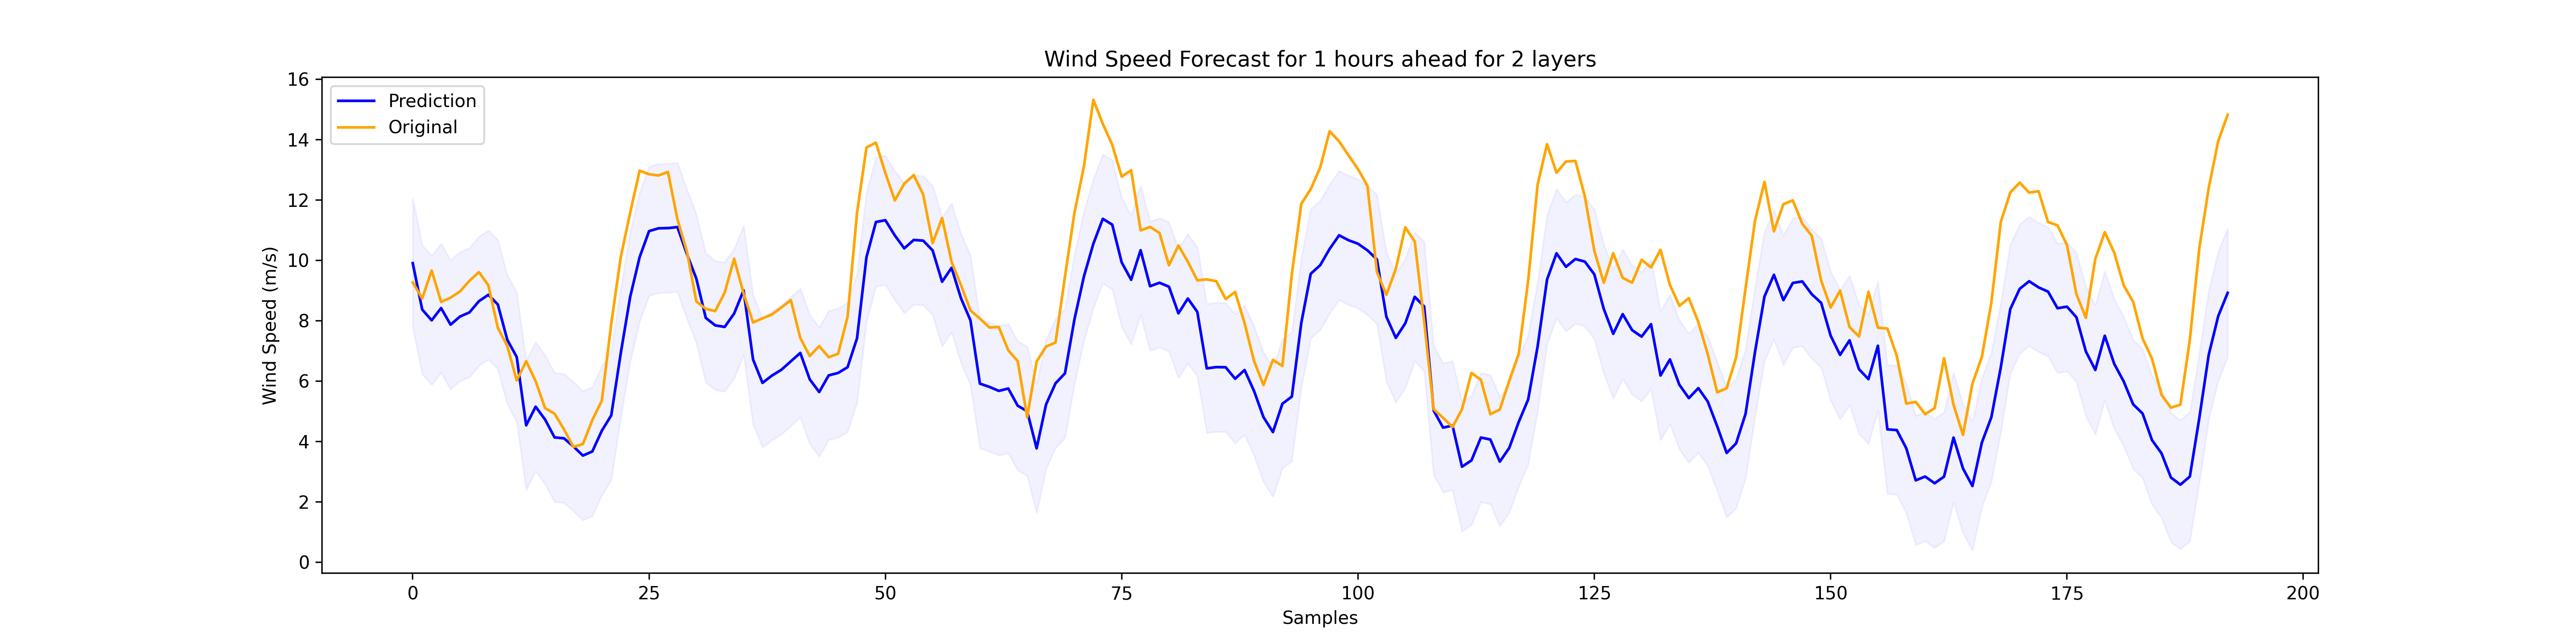 Wind Speed Forecast for 1 hours ahead for 2 layers
Prediction
Original
Wind Speed (m/s)
16
14
12
10
8
6
4
2
0
0 25 50 75 100 125 150 175 200
Samples